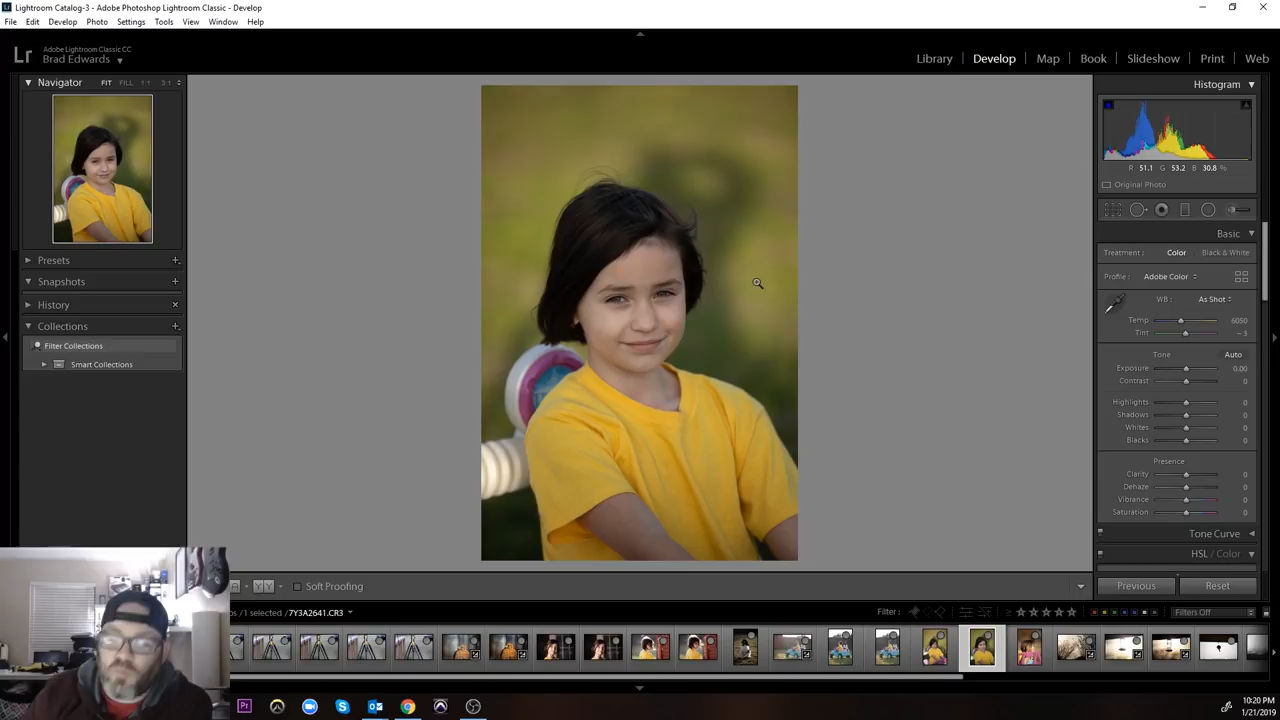 Lightroom Catalog-3 - Adobe Photoshop Lightroom Classic - Develop
File Edit Develop Photo Settings Tools View Window Help
Lr Adobe Lightroom Classic CC
Brad Edwards
Library | Develop | Map | Book | Slideshow | Print | Web
Navigator FIT FILL 1:1 3:1
Histogram
R 51.1 G 53.2 B 30.8 %
Original Photo
Basic
Treatment: Color Black & White
Profile: Adobe Color
WB: As Shot
Temp 6050
Tint - 3
Tone Auto
Exposure 0.00
Contrast 0
Highlights 0
Shadows 0
Whites 0
Blacks 0
Presence
Clarity 0
Dehaze 0
Vibrance 0
Saturation 0
Tone Curve
HSL / Color
Previous Reset
Presets
Snapshots
History
Collections
Filter Collections
Smart Collections
Y Y Soft Proofing
/1 selected /7Y3A2641.CR3
Filter: Filters Off
Pr
10:20 PM
1/21/2019